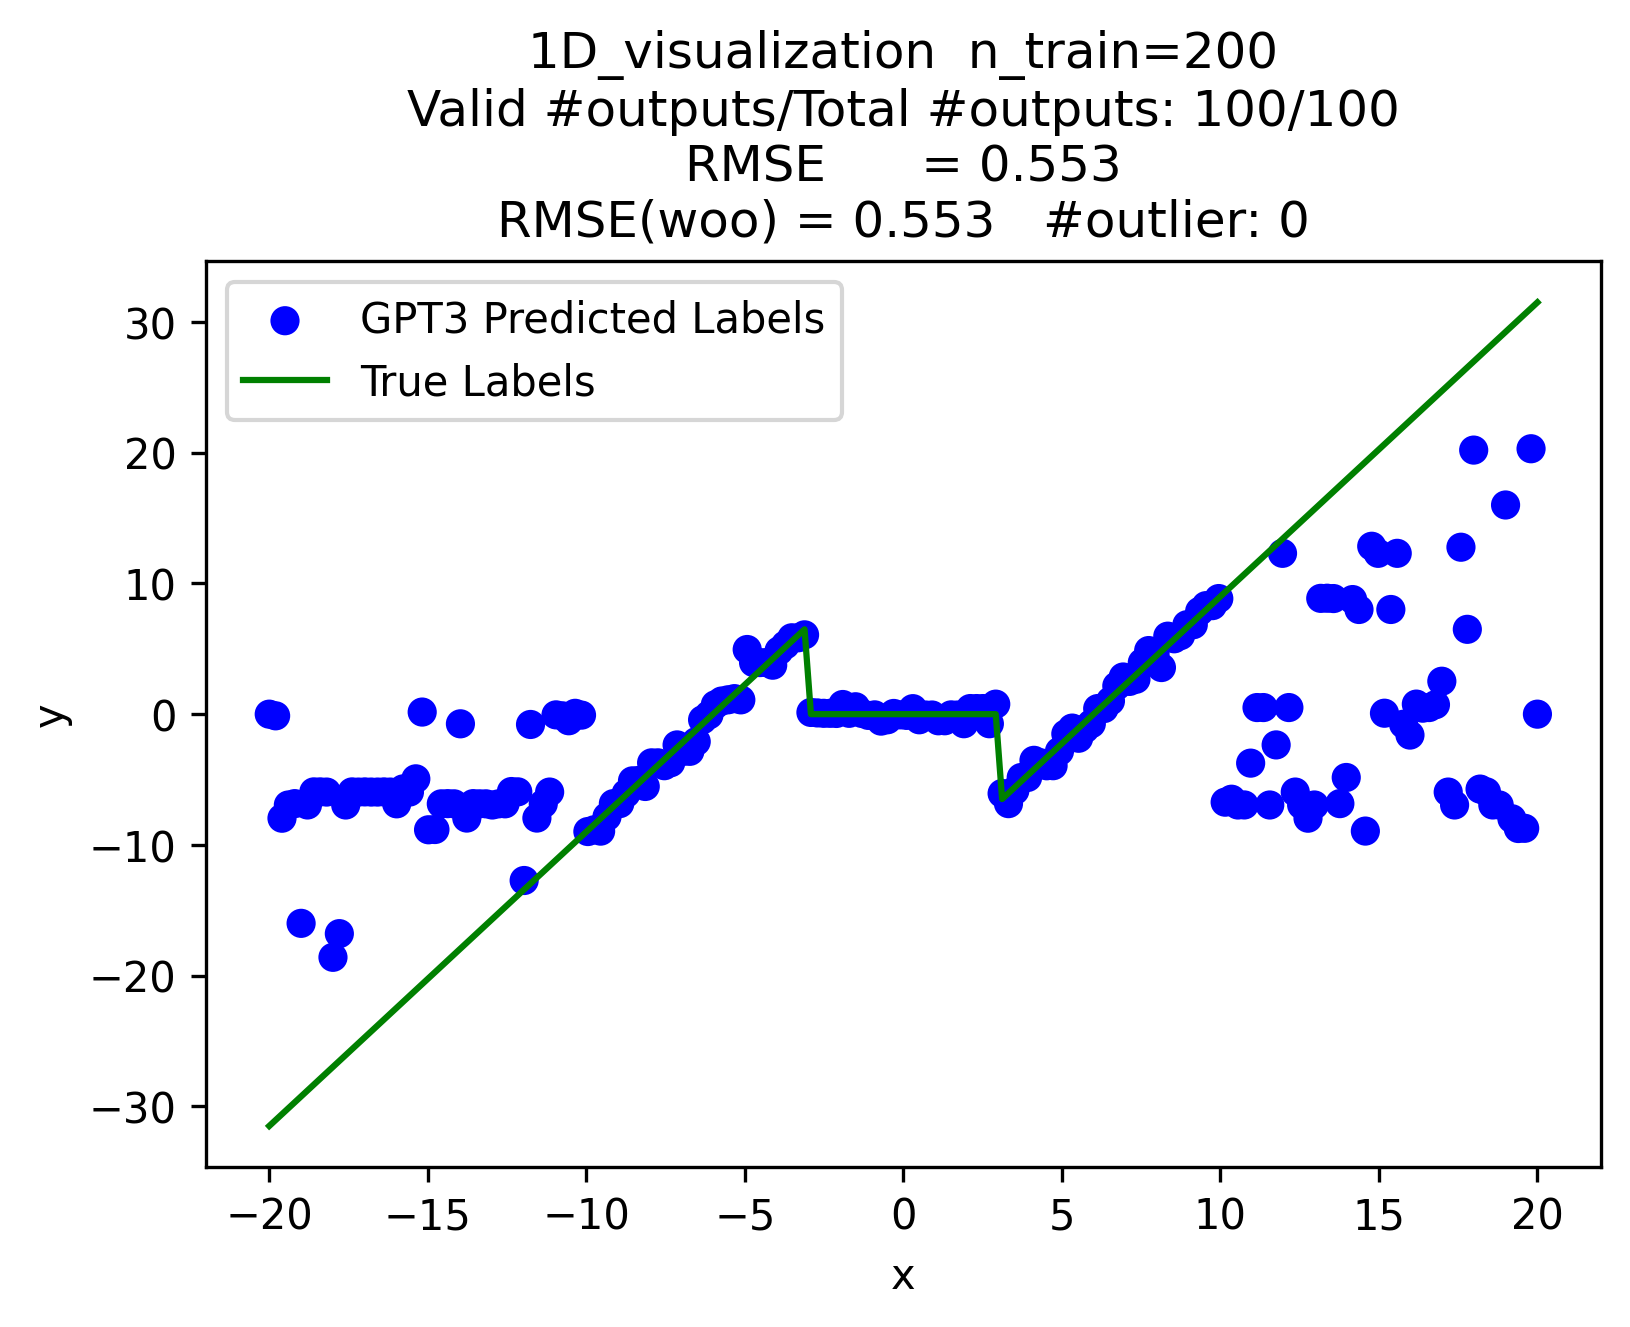 1D_visualization  n_train=200
Valid #outputs/Total #outputs: 100/100
RMSE      = 0.553
RMSE(woo) = 0.553   #outlier: 0
GPT3 Predicted Labels
True Labels
30
20
10
0
−10
−20
−30
y
−20 −15 −10 −5 0 5 10 15 20
x